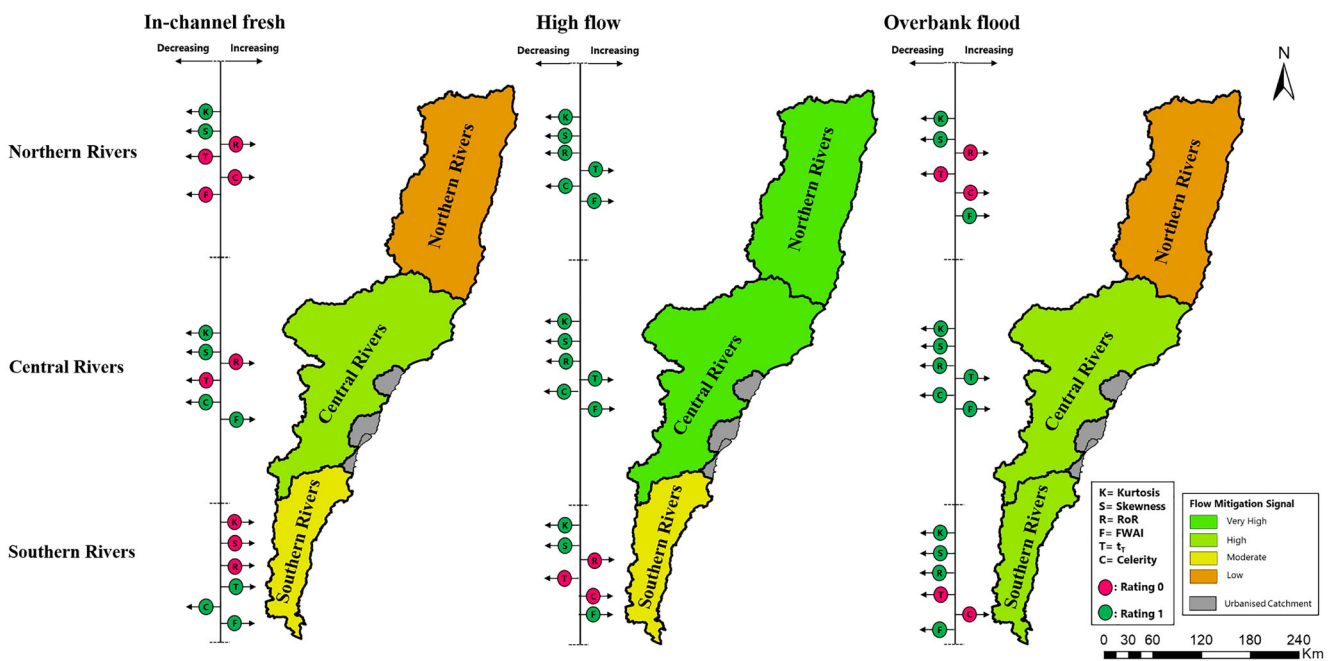 In-channel fresh
High flow
Overbank flood
Decreasing Increasing
Decreasing Increasing
Decreasing Increasing
N
Northern Rivers
K
S
R
T
C
F
Northern Rivers
K
S
R
T
C
F
Northern Rivers
K
S
R
T
C
F
Northern Rivers
Central Rivers
K
S
R
T
C
F
Central Rivers
K
S
R
T
C
F
Central Rivers
K
S
R
T
C
F
Central Rivers
Southern Rivers
K
S
R
T
C
F
Southern Rivers
K
S
R
T
C
F
Southern Rivers
K
S
R
T
C
F
Southern Rivers
K= Kurtosis
S= Skewness
R= RoR
F= FWAI
T= tT
C= Celerity
: Rating 0
: Rating 1
Flow Mitigation Signal
Very High
High
Moderate
Low
Urbanised Catchment
0 30 60 120 180 240
Km